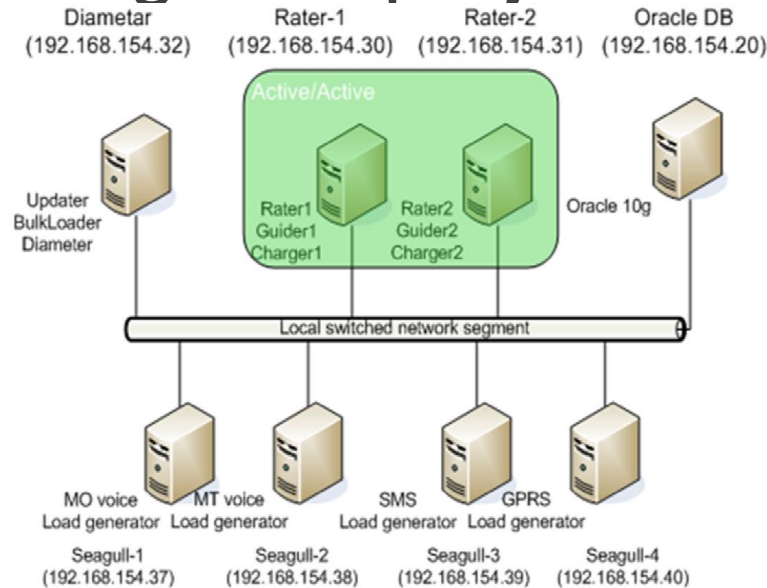 Diametar
(192.168.154.32)
Rater-1
(192.168.154.30)
Rater-2
(192.168.154.31)
Oracle DB
(192.168.154.20)
Active/Active
Updater
BulkLoader
Diameter
Rater1
Guider1
Charger1
Rater2
Guider2
Charger2
Oracle 10g
Local switched network segment
MO voice
Load generator
MT voice
Load generator
SMS
Load generator
GPRS
Load generator
Seagull-1
(192.168.154.37)
Seagull-2
(192.168.154.38)
Seagull-3
(192.168.154.39)
Seagull-4
(192.168.154.40)